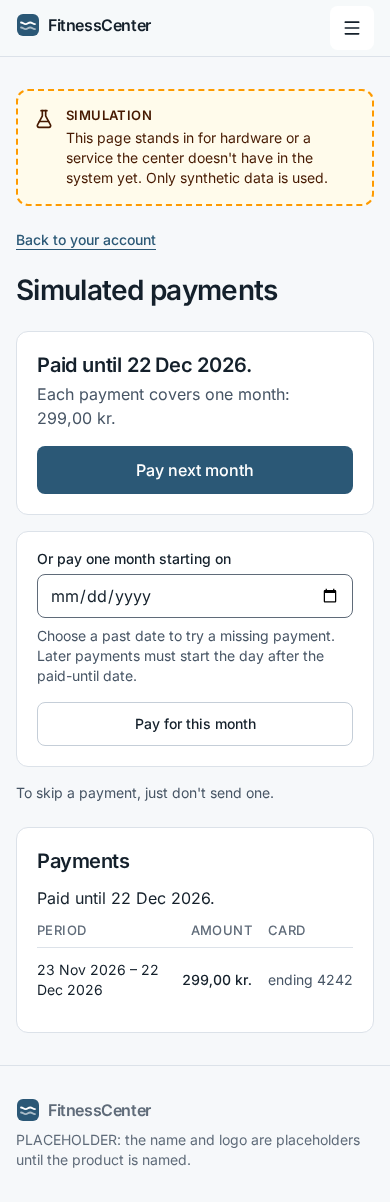 FitnessCenter
SIMULATION
This page stands in for hardware or a
service the center doesn't have in the
system yet. Only synthetic data is used.
Back to your account
Simulated payments
Paid until 22 Dec 2026.
Each payment covers one month:
299,00 kr.
Pay next month
Or pay one month starting on
mm/dd/yyyy
Choose a past date to try a missing payment.
Later payments must start the day after the
paid-until date.
Pay for this month
To skip a payment, just don't send one.
Payments
Paid until 22 Dec 2026.
PERIOD AMOUNT CARD
23 Nov 2026 – 22
Dec 2026
299,00 kr. ending 4242
FitnessCenter
PLACEHOLDER: the name and logo are placeholders
until the product is named.